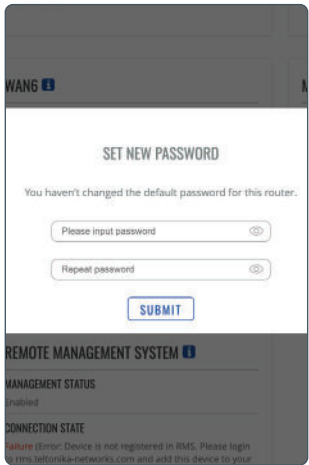 WAN6
M
SET NEW PASSWORD
You haven't changed the default password for this router.
Please input password
Repeat password
SUBMIT
REMOTE MANAGEMENT SYSTEM
MANAGEMENT STATUS
Enabled
CONNECTION STATE
Failure (Error: Device is not registered in RMS. Please login
to rms.teltonika-networks.com and add this device to your